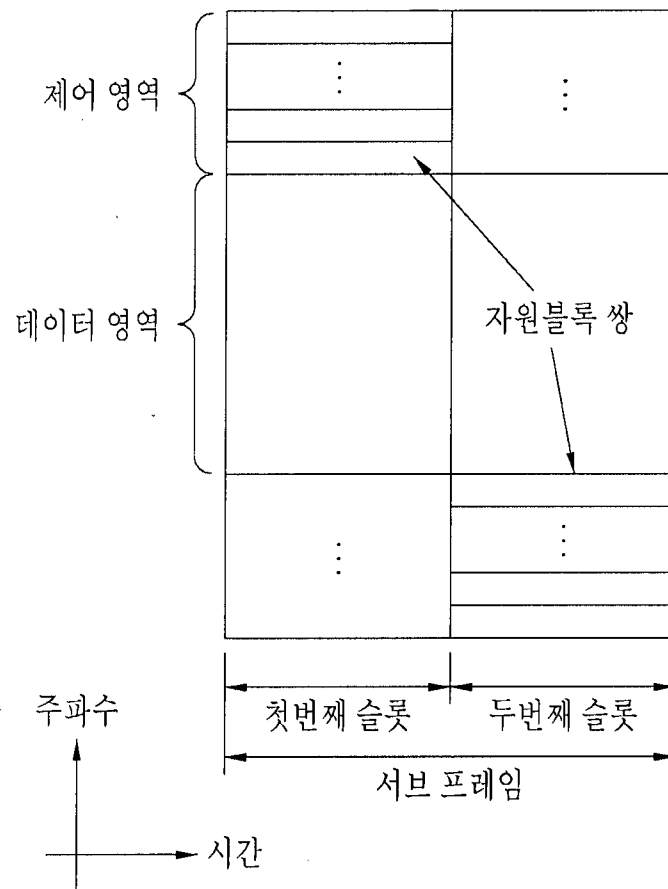 제어 영역
데이터 영역
자원블록 쌍
첫번째 슬롯
두번째 슬롯
서브 프레임
주파수
시간